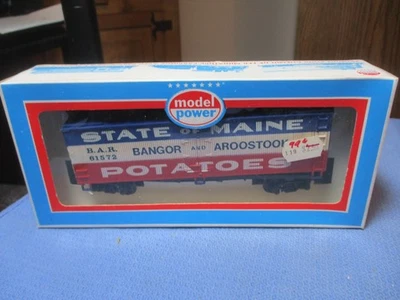 model
power
STATE OF MAINE
B.A.R. BANGOR AND AROOSTOOK
61572
POTATOES